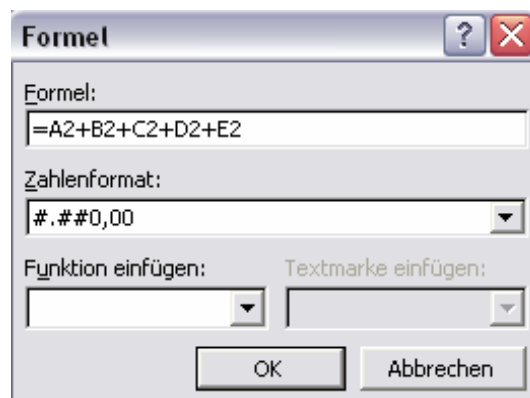 Formel
Formel:
=A2+B2+C2+D2+E2
Zahlenformat:
#.##0,00
Funktion einfügen: Textmarke einfügen:
OK Abbrechen